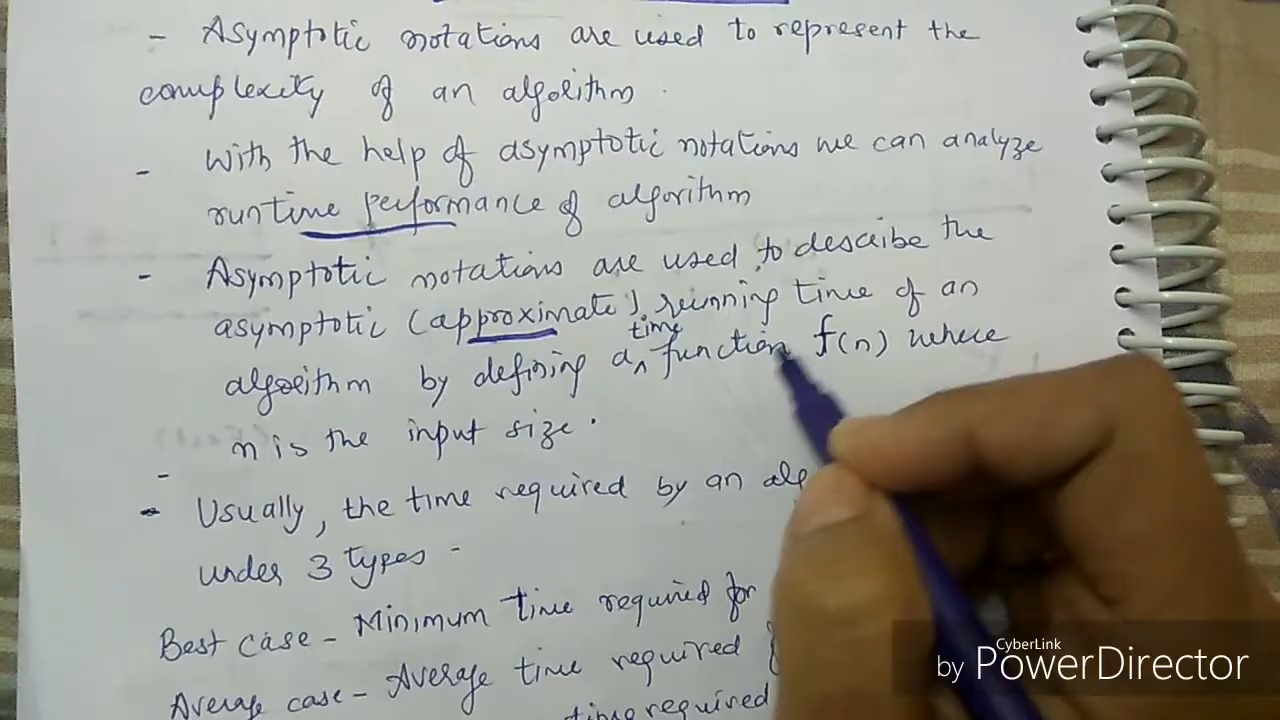 - Asymptotic notations are used to represent the
complexity of an algorithm.
- with the help of asymptotic notations we can analyze
runtime performance of algorithm
- Asymptotic notations are used to describe the
asymptotic (approximate) running time of an
algorithm by defining a time function f(n) where
n is the input size.
-
- Usually, the time required by an
under 3 types -
Best case - Minimum time required for
Average case - Average time required
time required
CyberLink
by PowerDirector